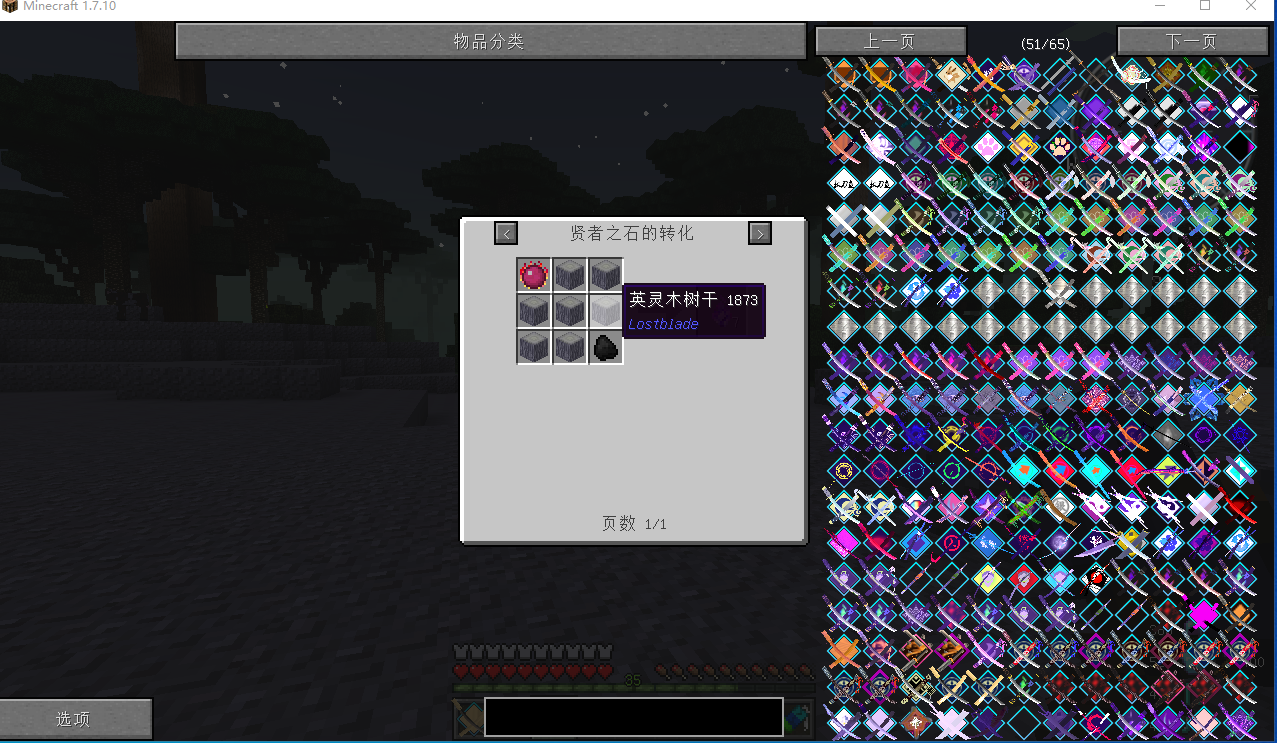 Minecraft 1.7.10
物品分类
上一页
(51/65)
下一页
<
贤者之石的转化
>
英灵木树干 1873
Lostblade
页数 1/1
35
选项